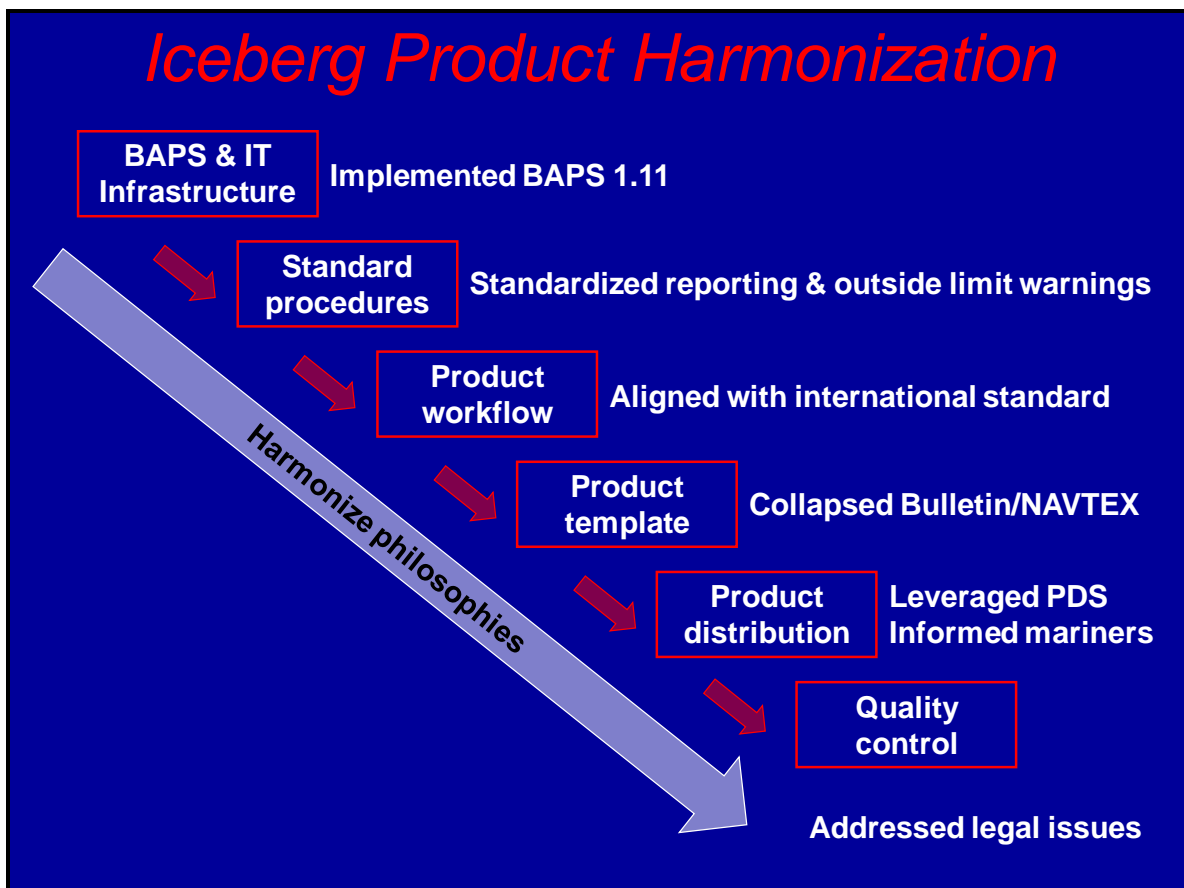 Iceberg Product Harmonization
BAPS & IT
Infrastructure
Implemented BAPS 1.11
Standard
procedures
Standardized reporting & outside limit warnings
Product
workflow
Aligned with international standard
Harmonize philosophies
Product
template
Collapsed Bulletin/NAVTEX
Product
distribution
Leveraged PDS
Informed mariners
Quality
control
Addressed legal issues